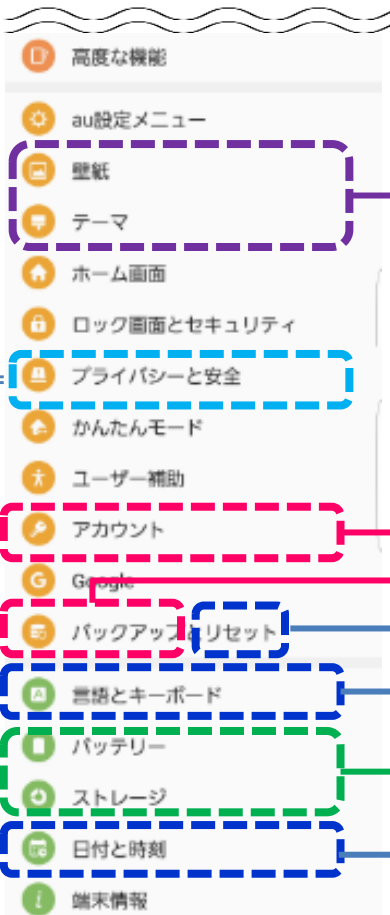 高度な機能
au設定メニュー
壁紙
テーマ
ホーム画面
ロック画面とセキュリティ
プライバシーと安全
かんたんモード
ユーザー補助
アカウント
Google
バックアップとリセット
言語とキーボード
バッテリー
ストレージ
日付と時刻
端末情報